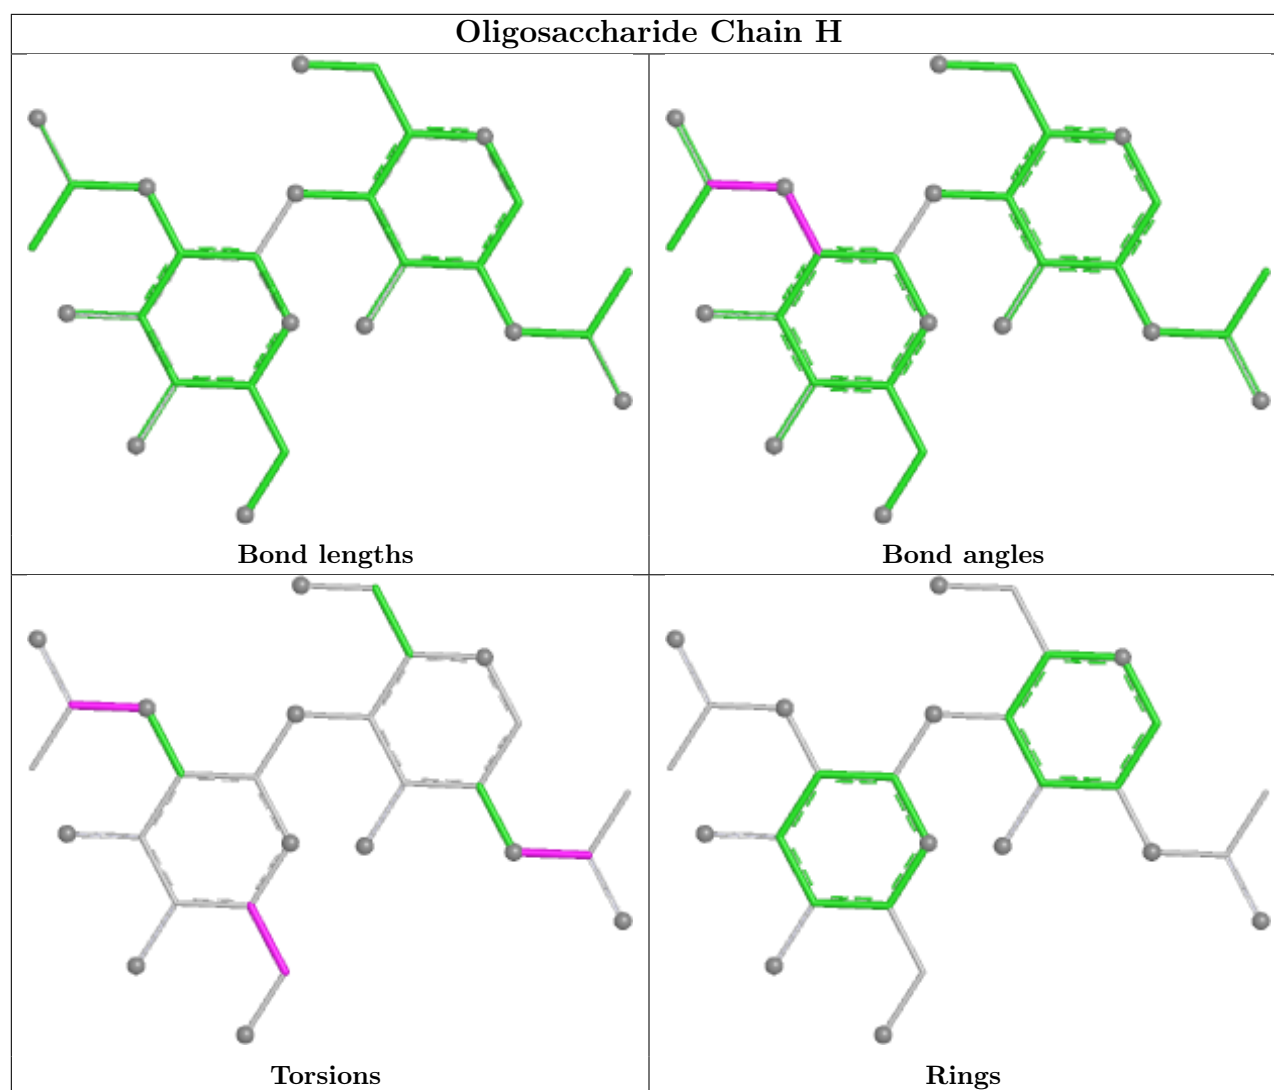 Oligosaccharide Chain H
Bond lengths
Bond angles
Torsions
Rings